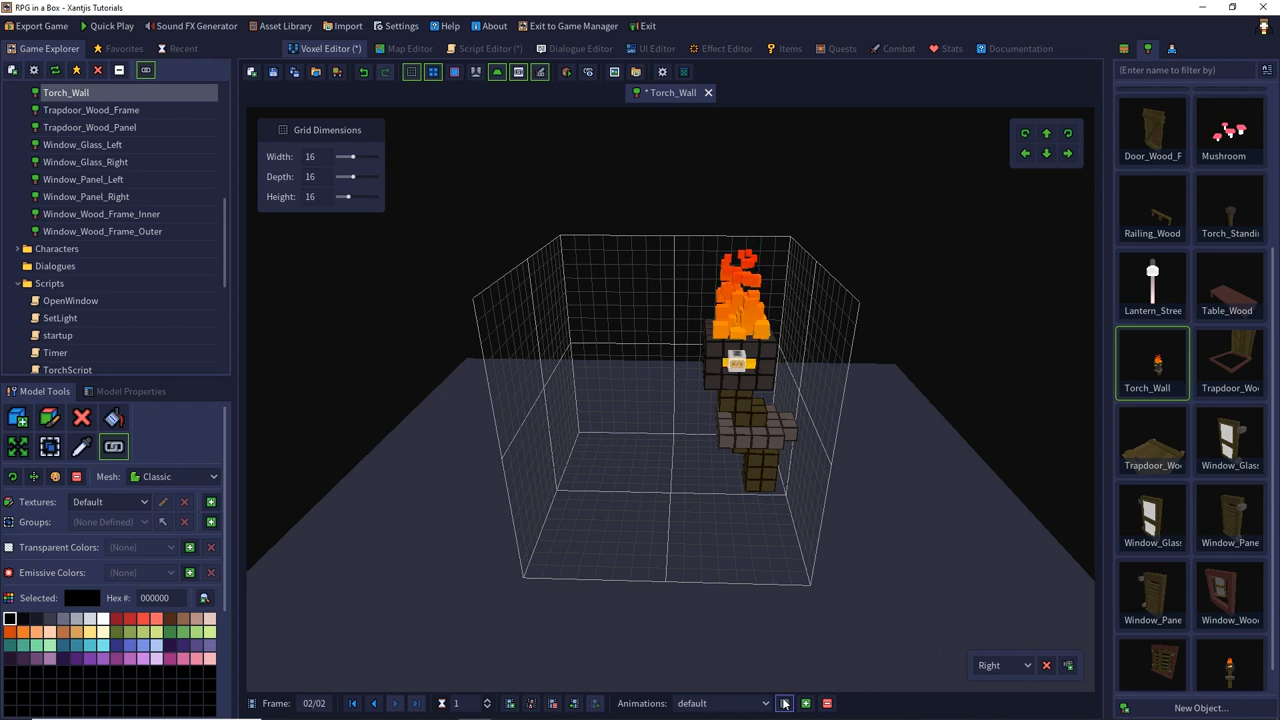 RPG in a Box - Xantjis Tutorials
Export Game Quick Play Sound FX Generator Asset Library Import Settings Help About Exit to Game Manager Exit
Game Explorer Favorites Recent Voxel Editor (*) Map Editor Script Editor (*) Dialogue Editor UI Editor Effect Editor Items Quests Combat Stats Documentation
(Enter name to filter by)
* Torch_Wall
Torch_Wall
Trapdoor_Wood_Frame
Trapdoor_Wood_Panel
Window_Glass_Left
Window_Glass_Right
Window_Panel_Left
Window_Panel_Right
Window_Wood_Frame_Inner
Window_Wood_Frame_Outer
Characters
Dialogues
Scripts
OpenWindow
SetLight
startup
Timer
TorchScript
Model Tools Model Properties
Mesh: Classic
Textures: Default
Groups: (None Defined)
Transparent Colors: (None)
Emissive Colors: (None)
Selected: Hex #: 000000
Grid Dimensions
Width: 16
Depth: 16
Height: 16
Right
Frame: 02/02 1 Animations: default
Door_Wood_F Mushroom
Railing_Wood Torch_Standi
Lantern_Stree Table_Wood
Torch_Wall Trapdoor_Wo
Trapdoor_Wo Window_Glas
Window_Glas Window_Pane
Window_Pane Window_Woo
New Object...